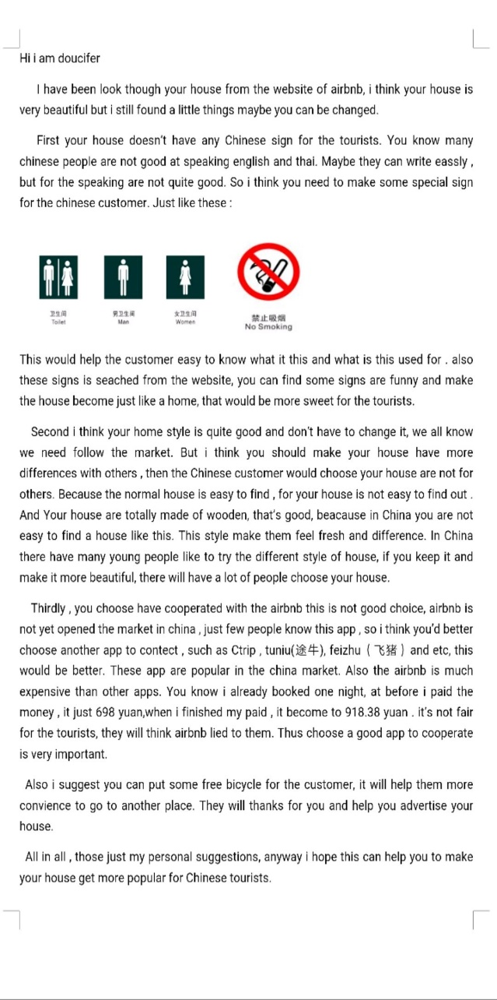 Hi i am doucifer
I have been look though your house from the website of airbnb, i think your house is
very beautiful but i still found a little things maybe you can be changed.
First your house doesn't have any Chinese sign for the tourists. You know many
chinese people are not good at speaking english and thai. Maybe they can write eassly ,
but for the speaking are not quite good. So i think you need to make some special sign
for the chinese customer. Just like these :
卫生间 男卫生间 女卫生间 禁止吸烟
Toilet Man Women No Smoking
This would help the customer easy to know what it this and what is this used for . also
these signs is seached from the website, you can find some signs are funny and make
the house become just like a home, that would be more sweet for the tourists.
Second i think your home style is quite good and don't have to change it, we all know
we need follow the market. But i think you should make your house have more
differences with others , then the Chinese customer would choose your house are not for
others. Because the normal house is easy to find , for your house is not easy to find out .
And Your house are totally made of wooden, that's good, beacause in China you are not
easy to find a house like this. This style make them feel fresh and difference. In China
there have many young people like to try the different style of house, if you keep it and
make it more beautiful, there will have a lot of people choose your house.
Thirdly , you choose have cooperated with the airbnb this is not good choice, airbnb is
not yet opened the market in china , just few people know this app , so i think you'd better
choose another app to contect , such as Ctrip , tuniu(途牛), feizhu ( 飞猪 ) and etc, this
would be better. These app are popular in the china market. Also the airbnb is much
expensive than other apps. You know i already booked one night, at before i paid the
money , it just 698 yuan,when i finished my paid , it become to 918.38 yuan . it's not fair
for the tourists, they will think airbnb lied to them. Thus choose a good app to cooperate
is very important.
Also i suggest you can put some free bicycle for the customer, it will help them more
convience to go to another place. They will thanks for you and help you advertise your
house.
All in all , those just my personal suggestions, anyway i hope this can help you to make
your house get more popular for Chinese tourists.